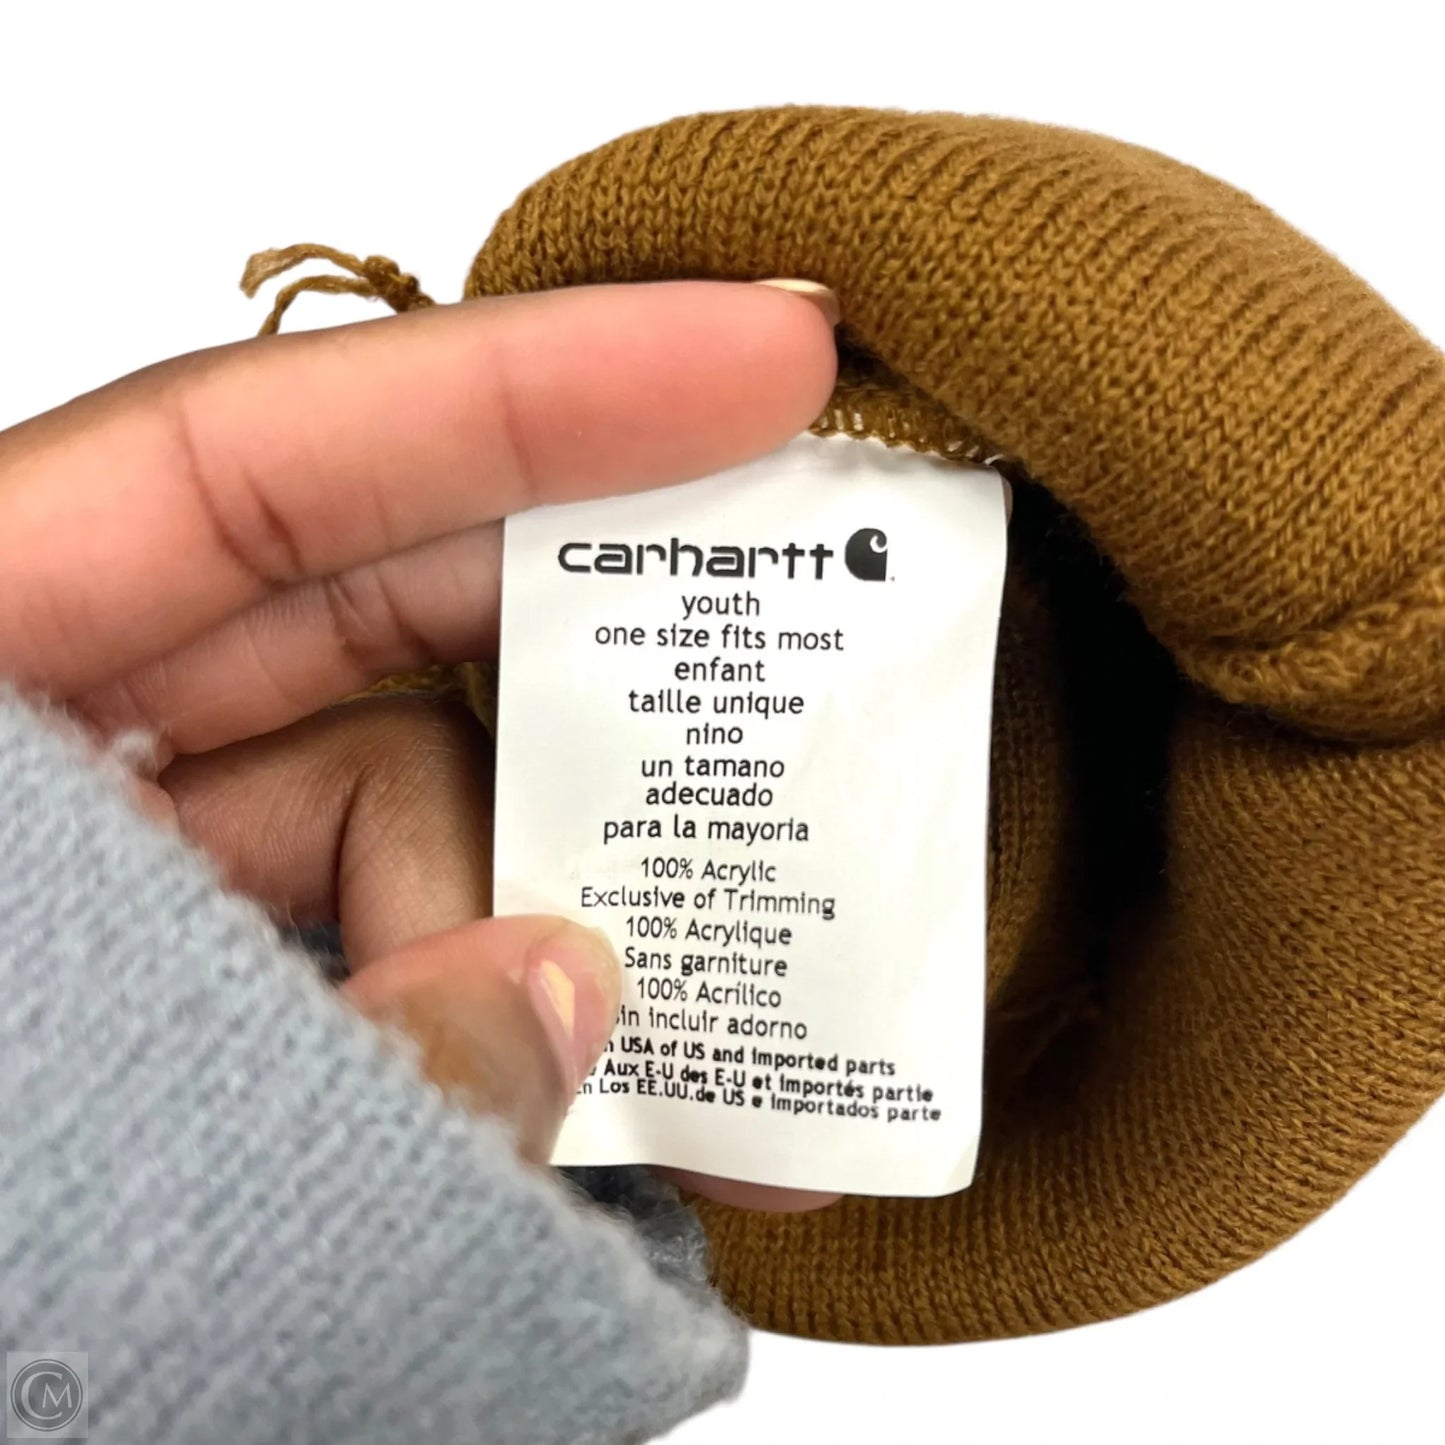 carhartt
youth
one size fits most
enfant
taille unique
nino
un tamano
adecuado
para la mayoria
100% Acrylic
Exclusive of Trimming
100% Acrylique
Sans garniture
100% Acrílico
incluir adorno
USA of US and Imported parts
Aux E-U des E-U et Importés partie
Los EE.UU.de US e Importados parte
CM